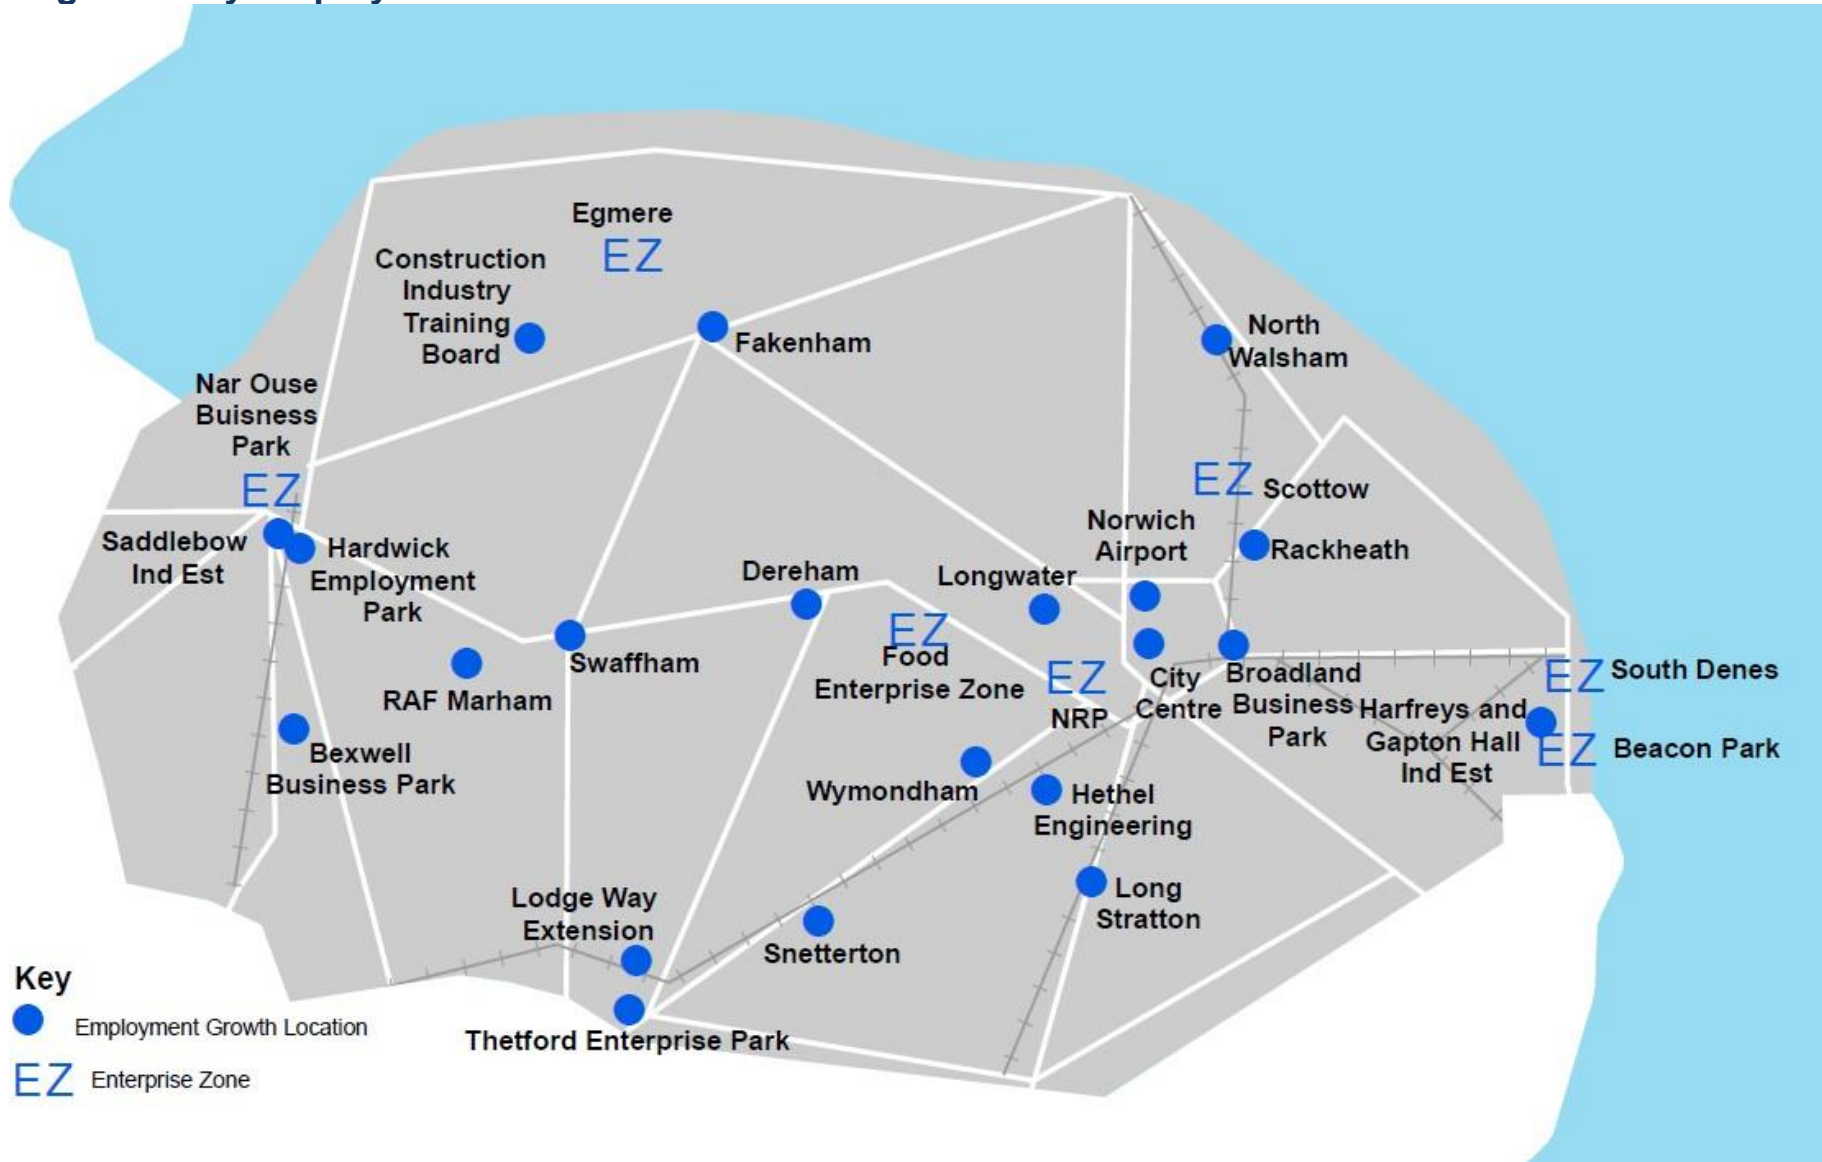 Egmere
EZ
Construction
Industry
Training
Board
Fakenham
North
Walsham
Nar Ouse
Buisness
Park
EZ
EZ
Scottow
Saddlebow
Ind Est
Hardwick
Employment
Park
Norwich
Airport
Rackheath
Dereham
Longwater
EZ
Food
Enterprise Zone
Swaffham
RAF Marham
EZ
NRP
City
Centre
Broadland
Business
Park
EZ
South Denes
Harfreys and
Gapton Hall
Ind Est
EZ
Beacon Park
Bexwell
Business Park
Wymondham
Hethel
Engineering
Long
Stratton
Lodge Way
Extension
Snetterton
Thetford Enterprise Park
Key
Employment Growth Location
EZ
Enterprise Zone